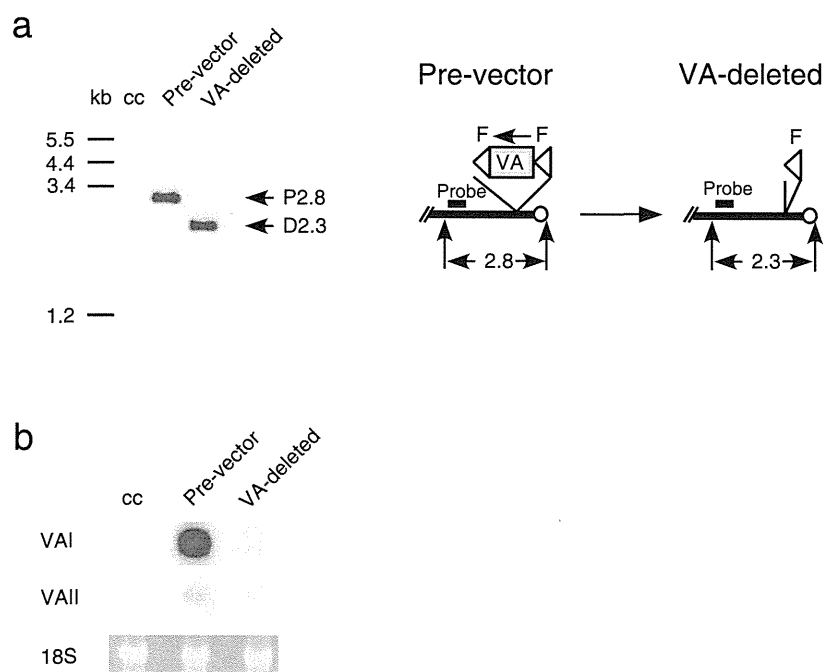 a
kb cc Pre-vector VA-deleted
5.5
4.4
3.4
1.2
P2.8
D2.3
Pre-vector
F F
VA
Probe
2.8
VA-deleted
F
Probe
2.3
b
cc Pre-vector VA-deleted
VAI
VAII
18S